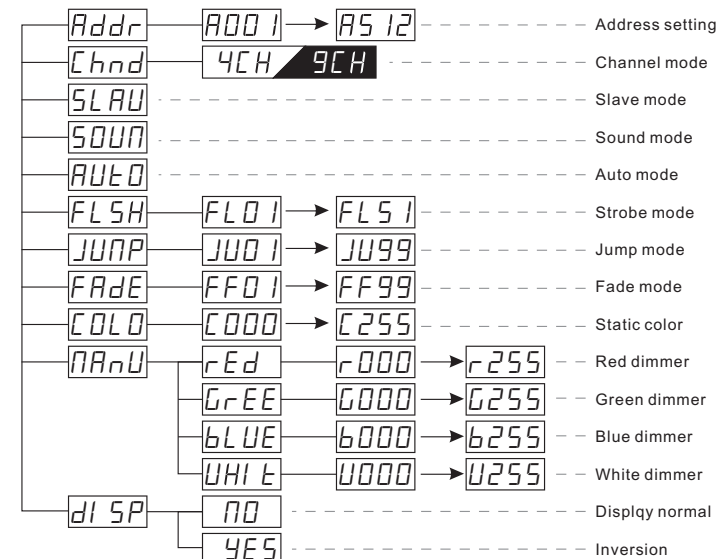 Addr A001 AS12 Address setting
Chnd 4CH 9CH Channel mode
SLAU Slave mode
SOUN Sound mode
AUtO Auto mode
FLSH FL01 FLS1 Strobe mode
JUNP JU01 JU99 Jump mode
FAdE FF01 FF99 Fade mode
COLO C000 C255 Static color
NAnU rEd r000 r255 Red dimmer
GrEE G000 G255 Green dimmer
bLUE b000 b255 Blue dimmer
UHIt U000 U255 White dimmer
dISP NO Displqy normal
YES Inversion